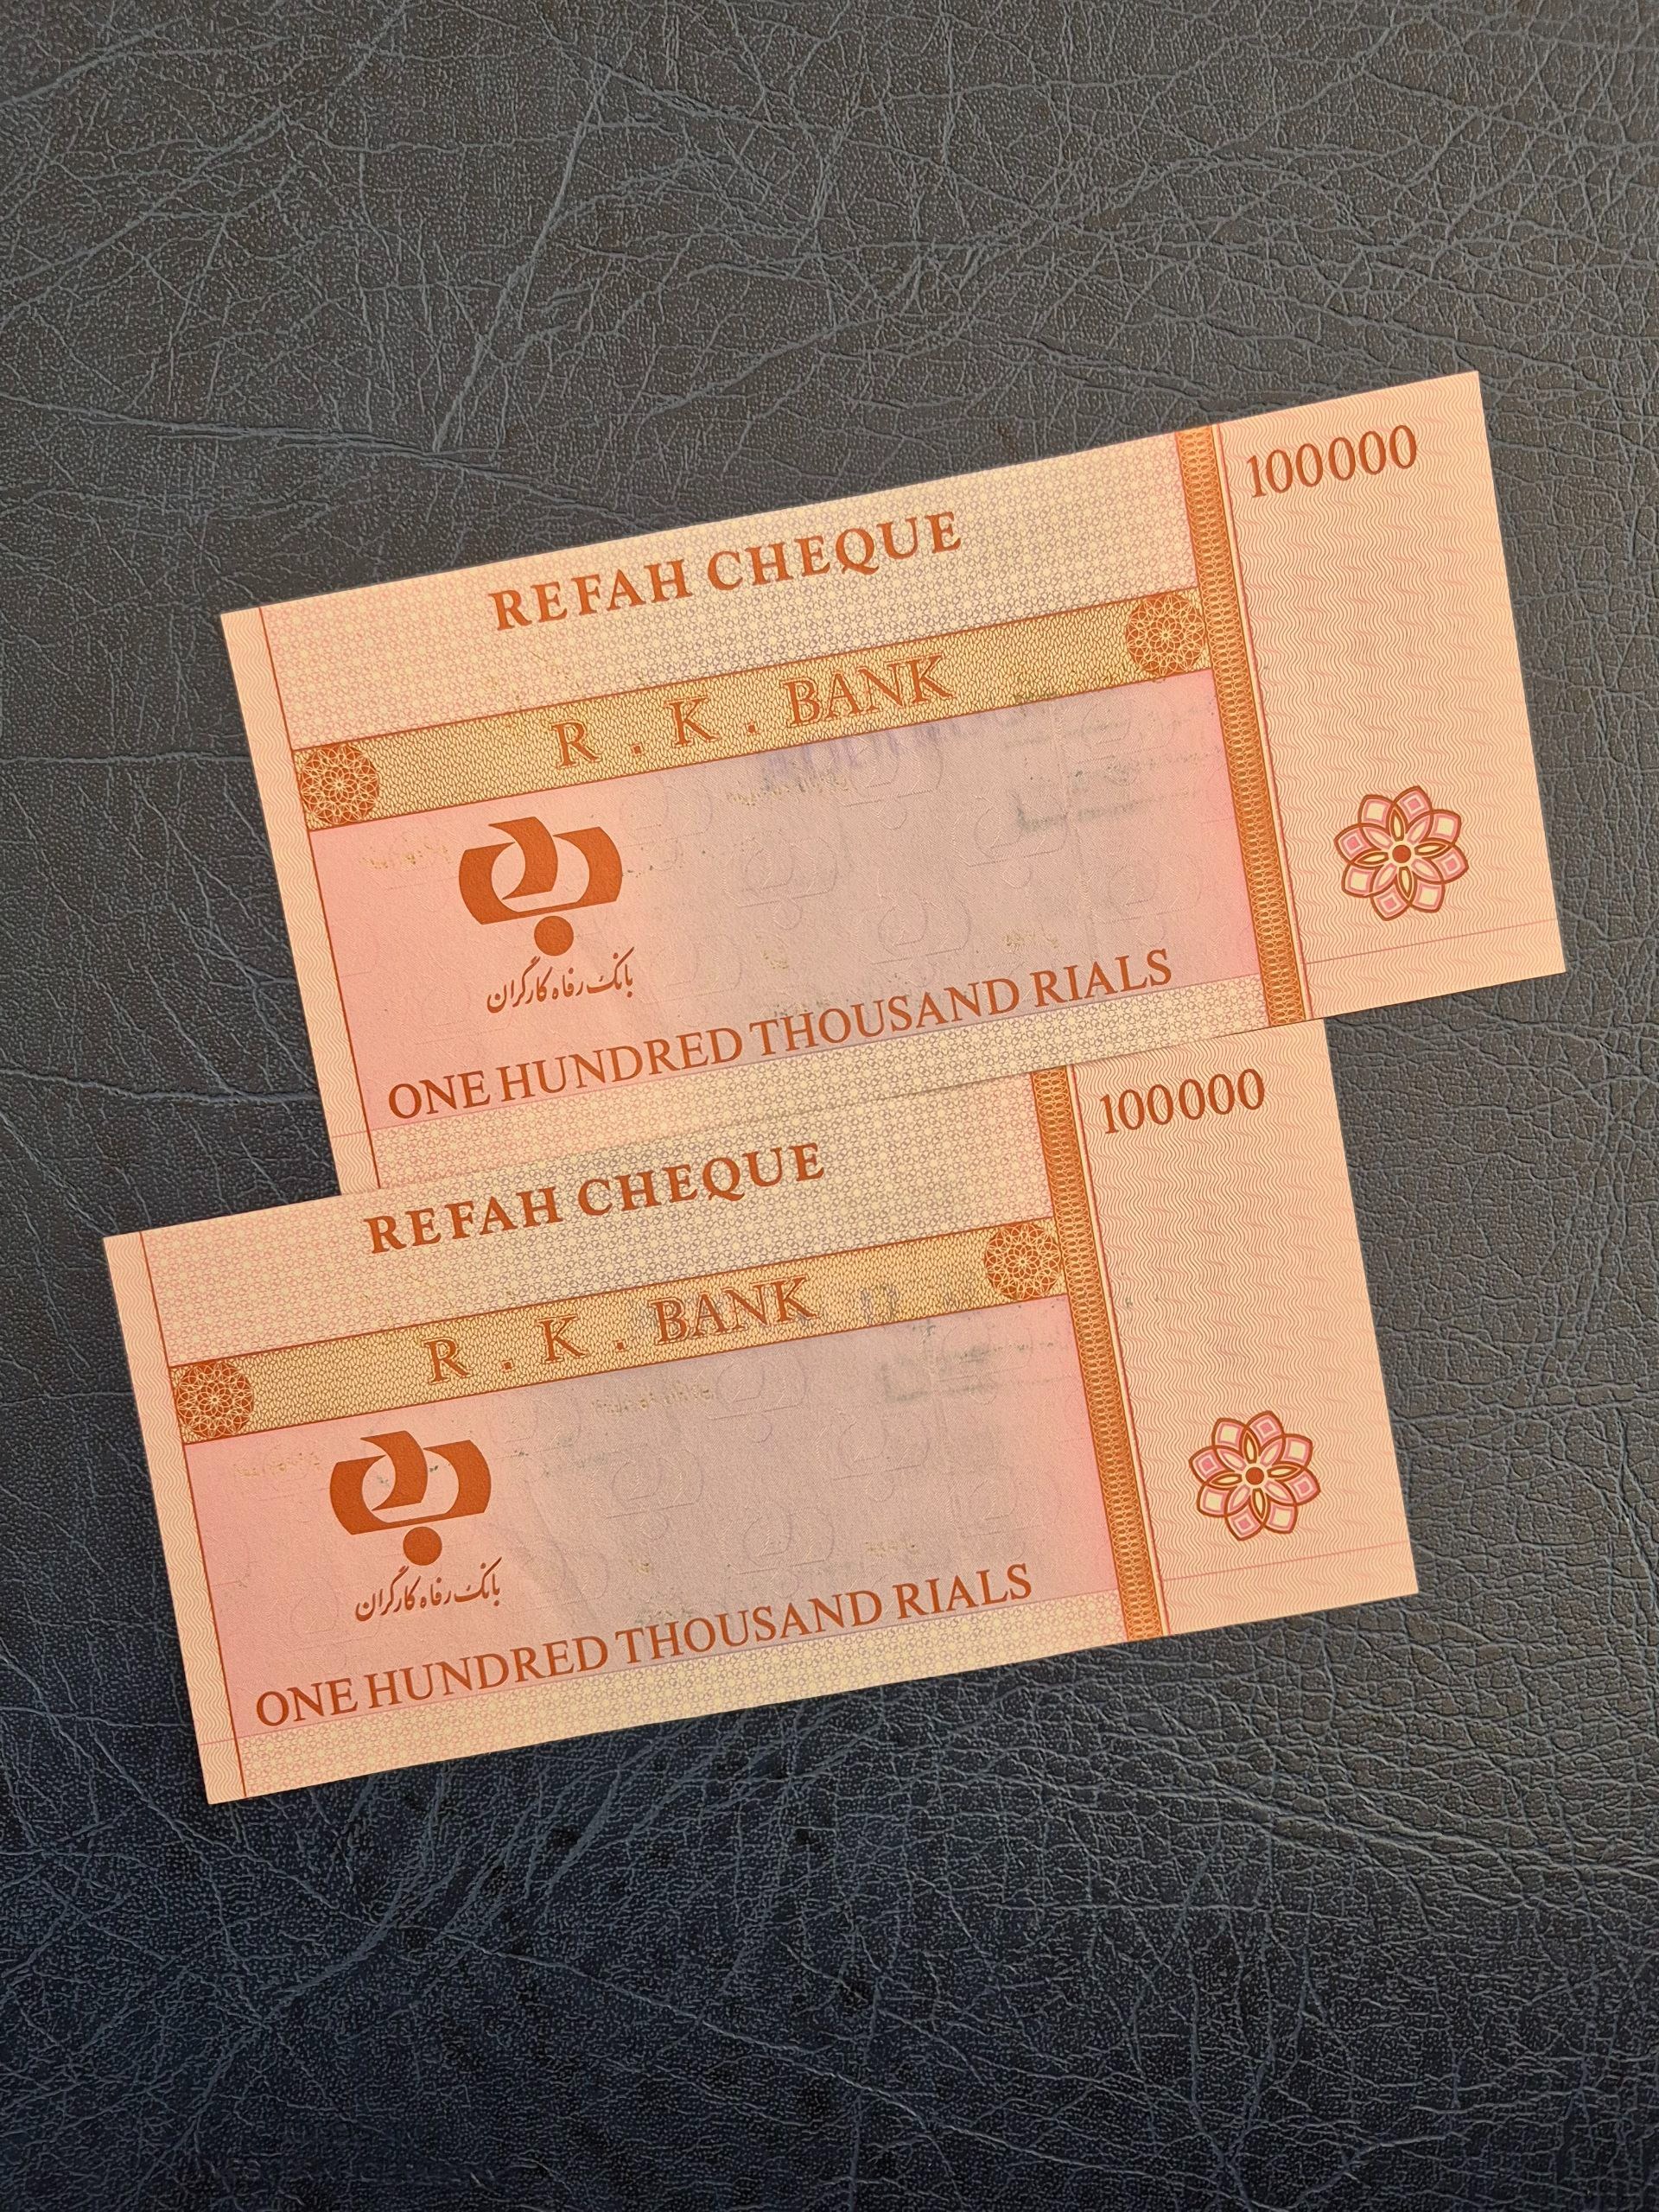 REFAH CHEQUE
100000
R . K . BANK
بانک رفاه کارگران
ONE HUNDRED THOUSAND RIALS
REFAH CHEQUE
100000
R . K . BANK
بانک رفاه کارگران
ONE HUNDRED THOUSAND RIALS